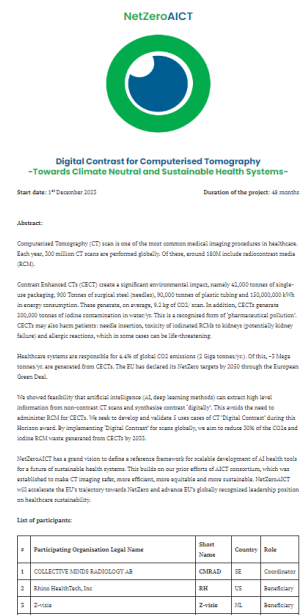 NetZeroAICT
Digital Contrast for Computerised Tomography
-Towards Climate Neutral and Sustainable Health Systems-
Start date: 1st December 2023 Duration of the project: 48 months
Abstract:
Computerised Tomography (CT) scan is one of the most common medical imaging procedures in healthcare.
Each year, 300 million CT scans are performed globally. Of these, around 180M include radiocontrast media
(RCM).
Contrast Enhanced CTs (CECT) create a significant environmental impact, namely 42,000 tonnes of single-
use packaging, 900 Tonnes of surgical steel (needles), 90,000 tonnes of plastic tubing and 150,000,000 kWh
in energy consumption. These generate, on average, 9.2 kg of CO2/ scan. In addition, CECTs generate
200,000 tonnes of iodine contamination in water/yr. This is a recognised form of 'pharmaceutical pollution'.
CECTs may also harm patients: needle insertion, toxicity of iodinated RCMs to kidneys (potentially kidney
failure) and allergic reactions, which in some cases can be life-threatening.
Healthcare systems are responsible for 4.4% of global CO2 emissions (2 Giga tonnes/yr.). Of this, ~3 Mega
tonnes/yr. are generated from CECTs. The EU has declared its NetZero targets by 2050 through the European
Green Deal.
We showed feasibility that artificial intelligence (AI, deep learning methods) can extract high level
information from non-contrast CT scans and synthesise contrast 'digitally'. This avoids the need to
administer RCM for CECTs. We seek to develop and validate 5 uses cases of CT 'Digital Contrast' during this
Horizon award. By implementing 'Digital Contrast' for scans globally, we aim to reduce 30% of the CO2e and
iodine RCM waste generated from CECTs by 2033.
NetZeroAICT has a grand vision to define a reference framework for scalable development of AI health tools
for a future of sustainable health systems. This builds on our prior efforts of AICT consortium, which was
established to make CT imaging safer, more efficient, more equitable and more sustainable. NetZeroAICT
will accelerate the EU's trajectory towards NetZero and advance EU's globally recognized leadership position
on healthcare sustainability.
List of participants:
# Participating Organisation Legal Name Short Name Country Role
1 COLLECTIVE MINDS RADIOLOGY AB CMRAD SE Coordinator
2 Rhino HealthTech, Inc RH US Beneficiary
3 Z-visie Z-visie NL Beneficiary